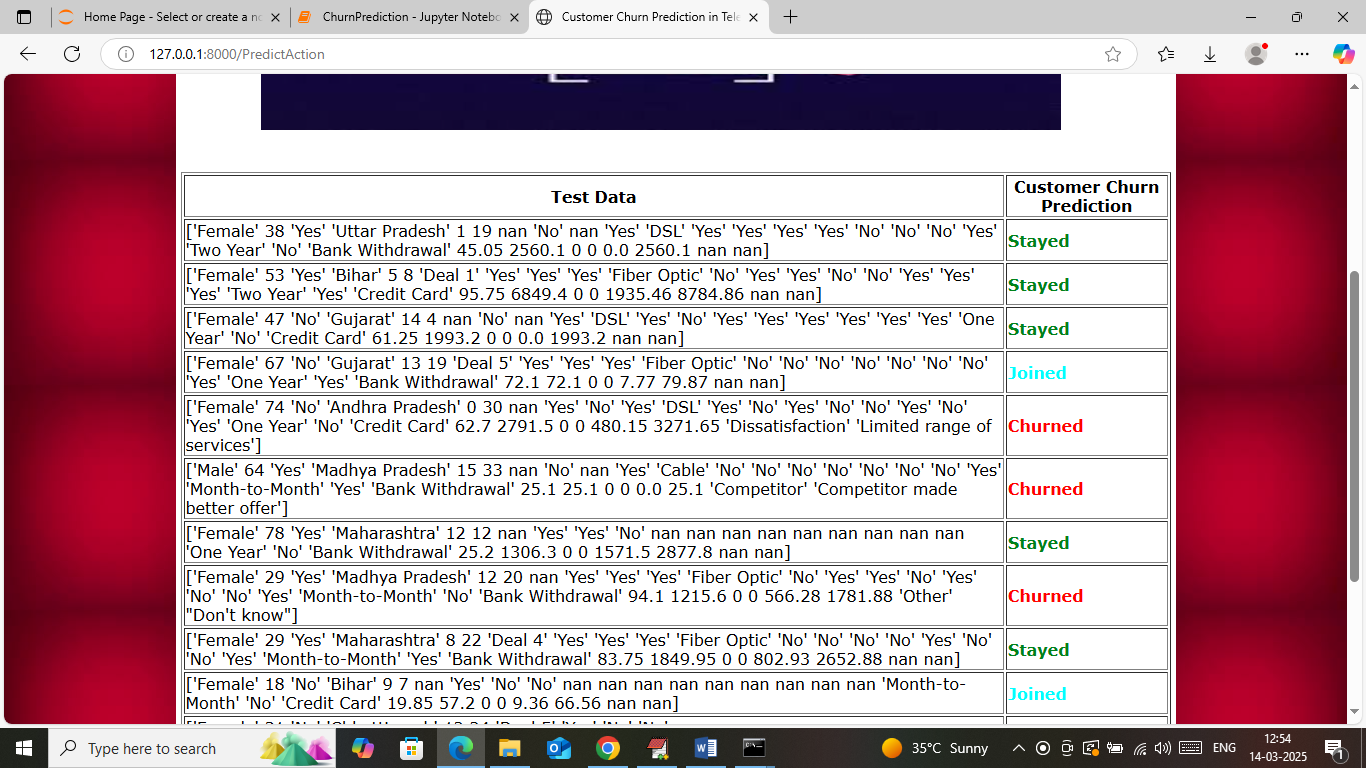 Home Page - Select or create a no
ChurnPrediction - Jupyter Notebo
Customer Churn Prediction in Tele
127.0.0.1:8000/PredictAction
Test Data
Customer Churn
Prediction
['Female' 38 'Yes' 'Uttar Pradesh' 1 19 nan 'No' nan 'Yes' 'DSL' 'Yes' 'Yes' 'Yes' 'Yes' 'No' 'No' 'No' 'Yes'
'Two Year' 'No' 'Bank Withdrawal' 45.05 2560.1 0 0 0.0 2560.1 nan nan]
Stayed
['Female' 53 'Yes' 'Bihar' 5 8 'Deal 1' 'Yes' 'Yes' 'Yes' 'Fiber Optic' 'No' 'Yes' 'Yes' 'No' 'No' 'Yes' 'Yes'
'Yes' 'Two Year' 'Yes' 'Credit Card' 95.75 6849.4 0 0 1935.46 8784.86 nan nan]
Stayed
['Female' 47 'No' 'Gujarat' 14 4 nan 'No' nan 'Yes' 'DSL' 'Yes' 'No' 'Yes' 'Yes' 'Yes' 'Yes' 'Yes' 'Yes' 'One
Year' 'No' 'Credit Card' 61.25 1993.2 0 0 0.0 1993.2 nan nan]
Stayed
['Female' 67 'No' 'Gujarat' 13 19 'Deal 5' 'Yes' 'Yes' 'Yes' 'Fiber Optic' 'No' 'No' 'No' 'No' 'No' 'No' 'No'
'Yes' 'One Year' 'Yes' 'Bank Withdrawal' 72.1 72.1 0 0 7.77 79.87 nan nan]
Joined
['Female' 74 'No' 'Andhra Pradesh' 0 30 nan 'Yes' 'No' 'Yes' 'DSL' 'Yes' 'No' 'Yes' 'No' 'No' 'Yes' 'No'
'Yes' 'One Year' 'No' 'Credit Card' 62.7 2791.5 0 0 480.15 3271.65 'Dissatisfaction' 'Limited range of
services']
Churned
['Male' 64 'Yes' 'Madhya Pradesh' 15 33 nan 'No' nan 'Yes' 'Cable' 'No' 'No' 'No' 'No' 'No' 'No' 'No' 'Yes'
'Month-to-Month' 'Yes' 'Bank Withdrawal' 25.1 25.1 0 0 0.0 25.1 'Competitor' 'Competitor made
better offer']
Churned
['Female' 78 'Yes' 'Maharashtra' 12 12 nan 'Yes' 'Yes' 'No' nan nan nan nan nan nan nan nan nan
'One Year' 'No' 'Bank Withdrawal' 25.2 1306.3 0 0 1571.5 2877.8 nan nan]
Stayed
['Female' 29 'Yes' 'Madhya Pradesh' 12 20 nan 'Yes' 'Yes' 'Yes' 'Fiber Optic' 'No' 'Yes' 'Yes' 'No' 'Yes'
'No' 'No' 'Yes' 'Month-to-Month' 'No' 'Bank Withdrawal' 94.1 1215.6 0 0 566.28 1781.88 'Other'
"Don't know"]
Churned
['Female' 29 'Yes' 'Maharashtra' 8 22 'Deal 4' 'Yes' 'Yes' 'Yes' 'Fiber Optic' 'No' 'No' 'No' 'No' 'Yes' 'No'
'No' 'Yes' 'Month-to-Month' 'Yes' 'Bank Withdrawal' 83.75 1849.95 0 0 802.93 2652.88 nan nan]
Stayed
['Female' 18 'No' 'Bihar' 9 7 nan 'Yes' 'No' 'No' nan nan nan nan nan nan nan nan nan 'Month-to-
Month' 'No' 'Credit Card' 19.85 57.2 0 0 9.36 66.56 nan nan]
Joined
Type here to search
35°C Sunny
ENG
12:54
14-03-2025
1